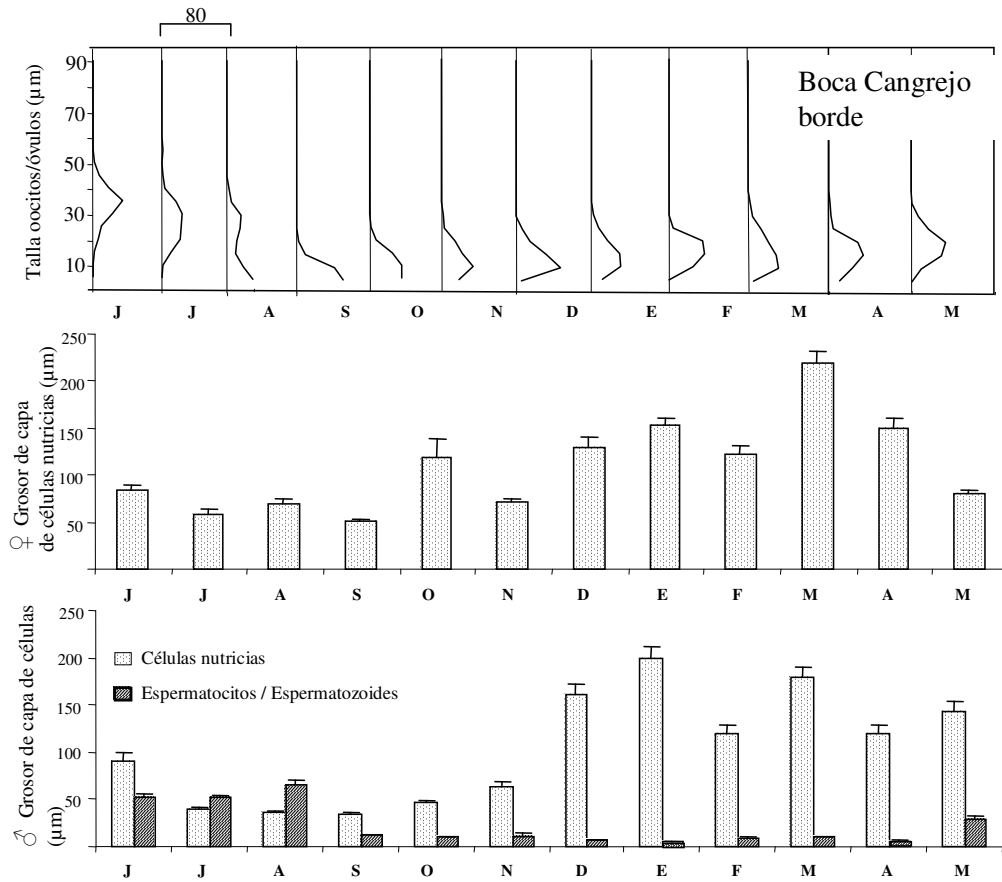 80
Talla oocitos/óvulos (µm)
90
70
50
30
10
Boca Cangrejo
borde
J J A S O N D E F M A M
♀ Grosor de capa
de células nutricias (µm)
250
200
150
100
50
J J A S O N D E F M A M
♂ Grosor de capa de células
(µm)
250
200
150
100
50
Células nutricias
Espermatocitos / Espermatozoides
J J A S O N D E F M A M